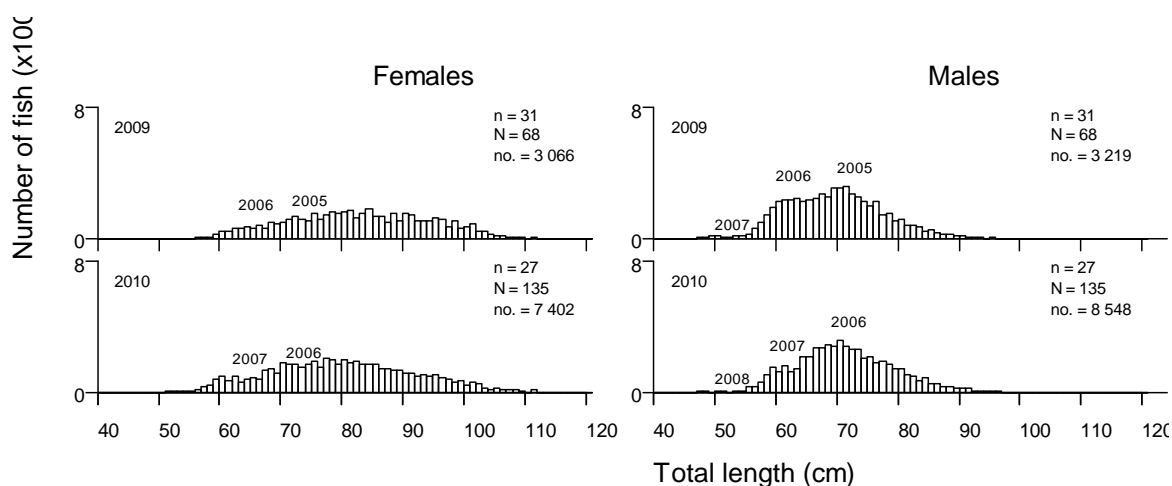 Number of fish (x100
Females
Males
8
2009
n = 31
N = 68
no. = 3 066
2006
2005
0
8
2009
n = 31
N = 68
no. = 3 219
2006
2005
2007
0
8
2010
n = 27
N = 135
no. = 7 402
2007
2006
0
8
2010
n = 27
N = 135
no. = 8 548
2006
2007
2008
0
40 50 60 70 80 90 100 110 120
40 50 60 70 80 90 100 110 120
Total length (cm)